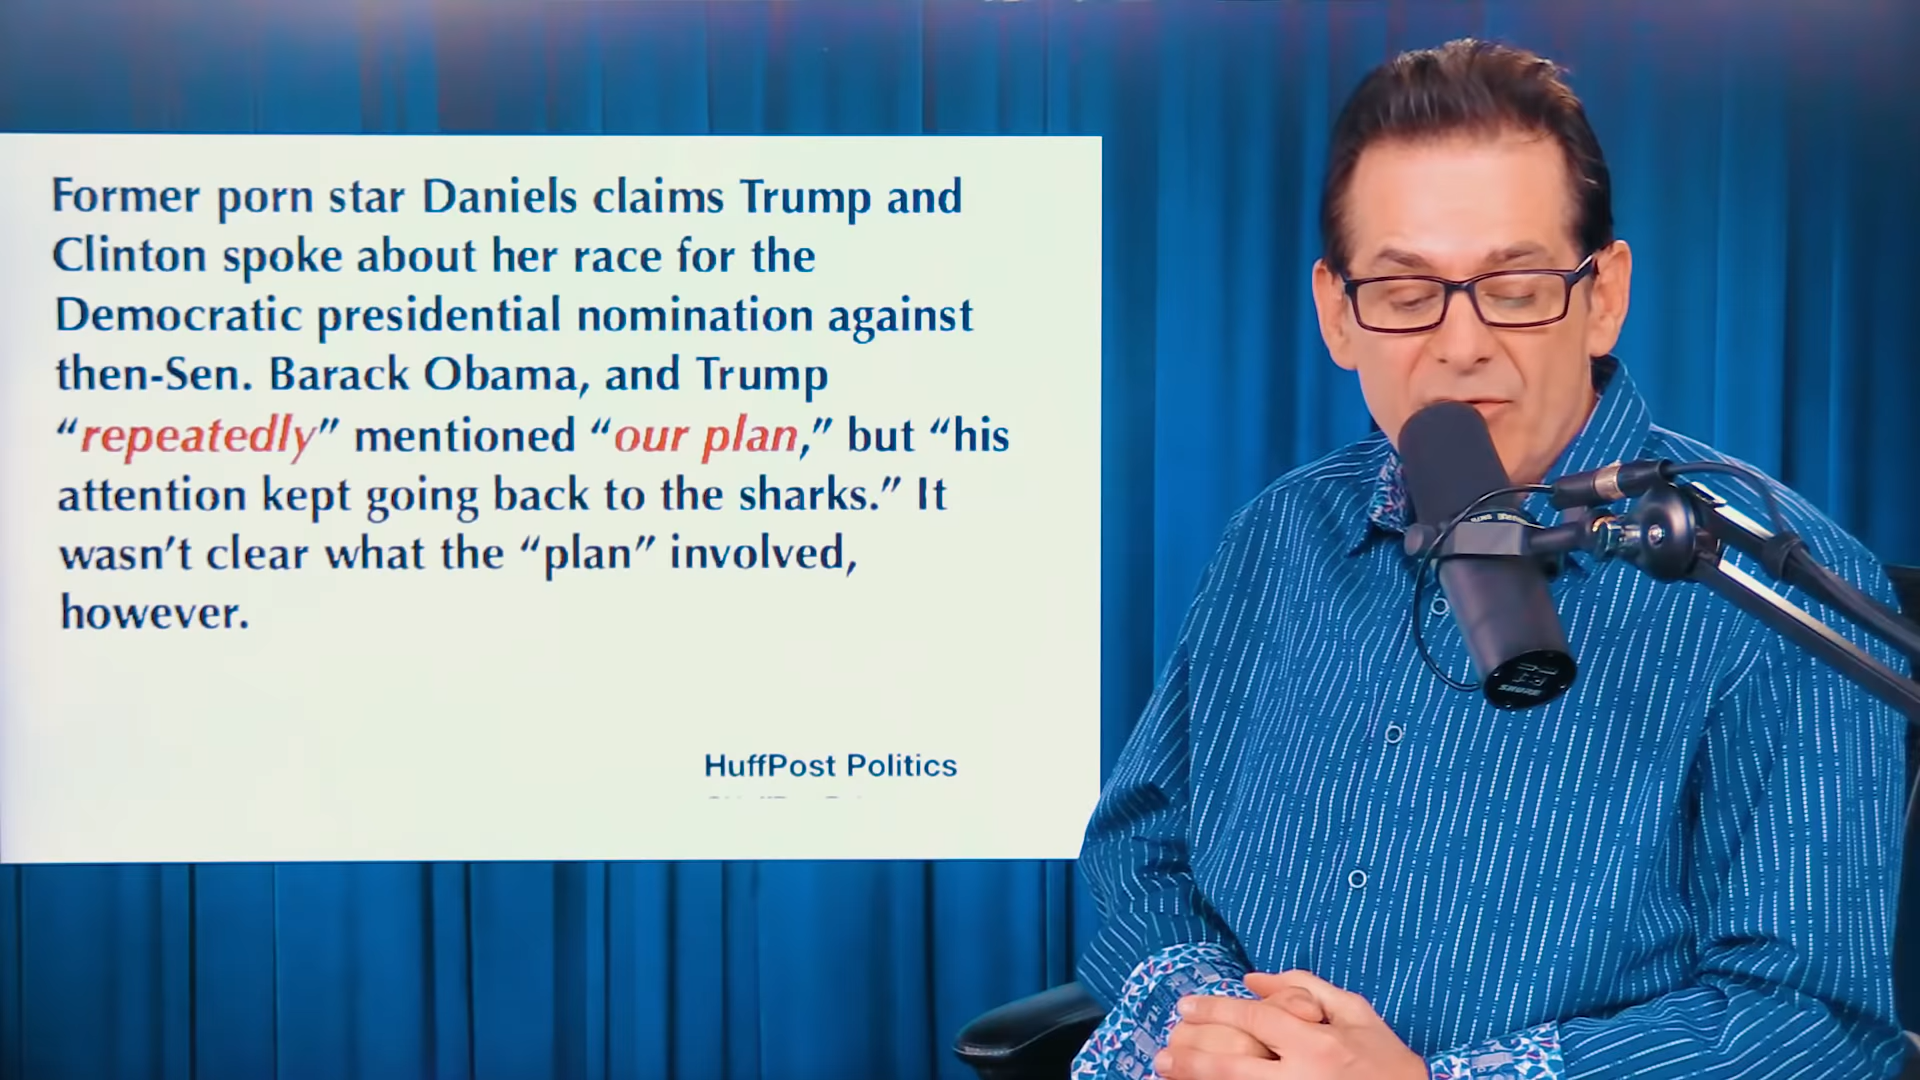 Former porn star Daniels claims Trump and
Clinton spoke about her race for the
Democratic presidential nomination against
then-Sen. Barack Obama, and Trump
“repeatedly” mentioned “our plan,” but “his
attention kept going back to the sharks.” It
wasn’t clear what the “plan” involved,
however.
HuffPost Politics